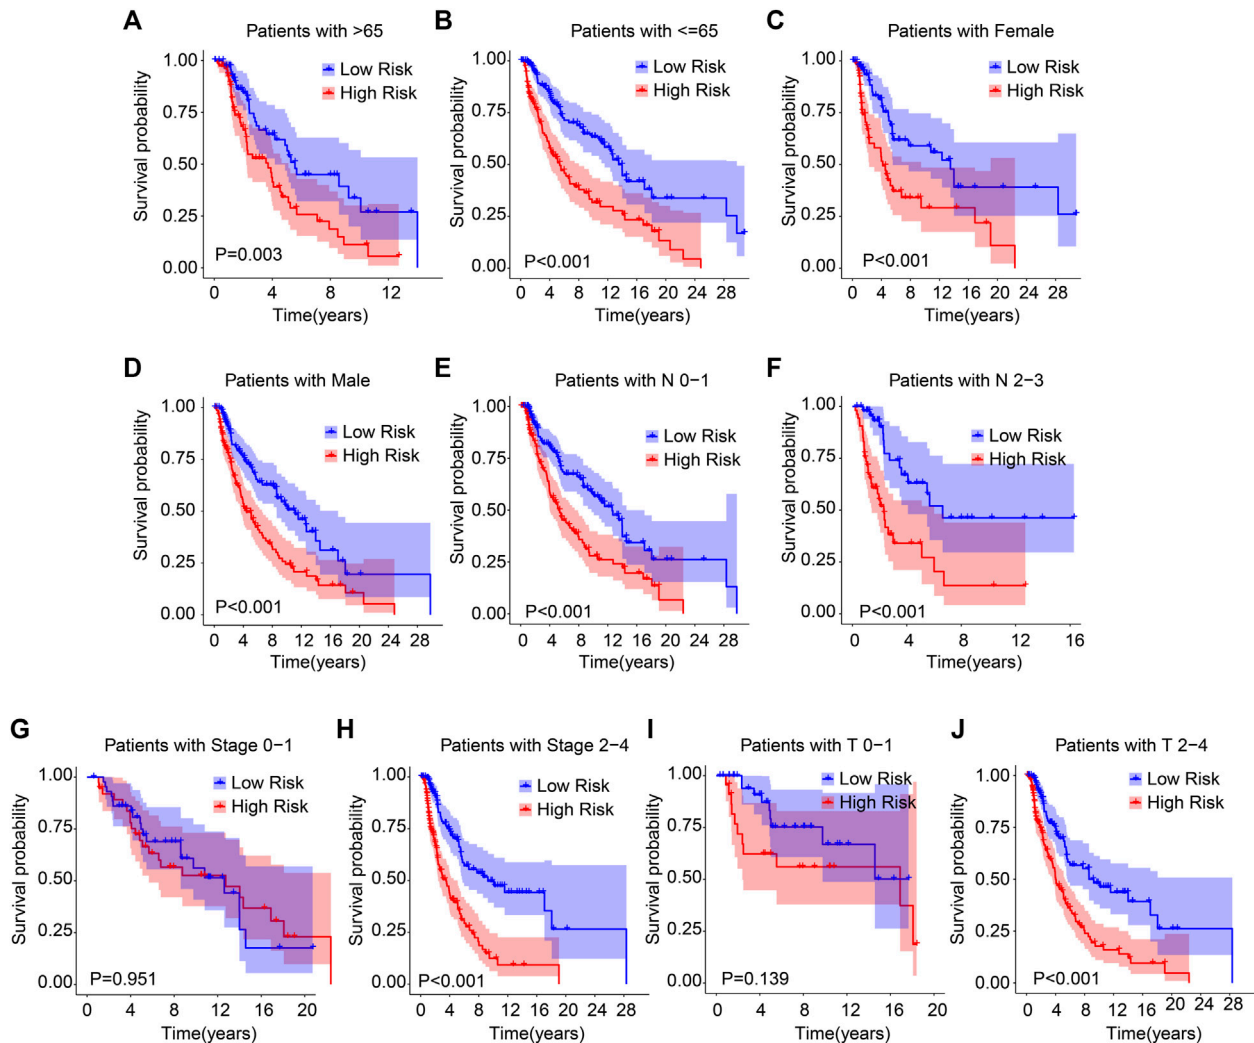 A
Patients with >65
Survival probability
1.00
0.75
0.50
0.25
0.00
Low Risk
High Risk
P=0.003
0 4 8 12
Time(years)
B
Patients with <=65
Survival probability
1.00
0.75
0.50
0.25
0.00
Low Risk
High Risk
P<0.001
0 4 8 12 16 20 24 28
Time(years)
C
Patients with Female
Survival probability
1.00
0.75
0.50
0.25
0.00
Low Risk
High Risk
P<0.001
0 4 8 12 16 20 24 28
Time(years)
D
Patients with Male
Survival probability
1.00
0.75
0.50
0.25
0.00
Low Risk
High Risk
P<0.001
0 4 8 12 16 20 24 28
Time(years)
E
Patients with N 0−1
Survival probability
1.00
0.75
0.50
0.25
0.00
Low Risk
High Risk
P<0.001
0 4 8 12 16 20 24 28
Time(years)
F
Patients with N 2−3
Survival probability
1.00
0.75
0.50
0.25
0.00
Low Risk
High Risk
P<0.001
0 4 8 12 16
Time(years)
G
Patients with Stage 0−1
Survival probability
1.00
0.75
0.50
0.25
0.00
Low Risk
High Risk
P=0.951
0 4 8 12 16 20
Time(years)
H
Patients with Stage 2−4
Survival probability
1.00
0.75
0.50
0.25
0.00
Low Risk
High Risk
P<0.001
0 4 8 12 16 20 24 28
Time(years)
I
Patients with T 0−1
Survival probability
1.00
0.75
0.50
0.25
0.00
Low Risk
High Risk
P=0.139
0 4 8 12 16 20
Time(years)
J
Patients with T 2−4
Survival probability
1.00
0.75
0.50
0.25
0.00
Low Risk
High Risk
P<0.001
0 4 8 12 16 20 24 28
Time(years)